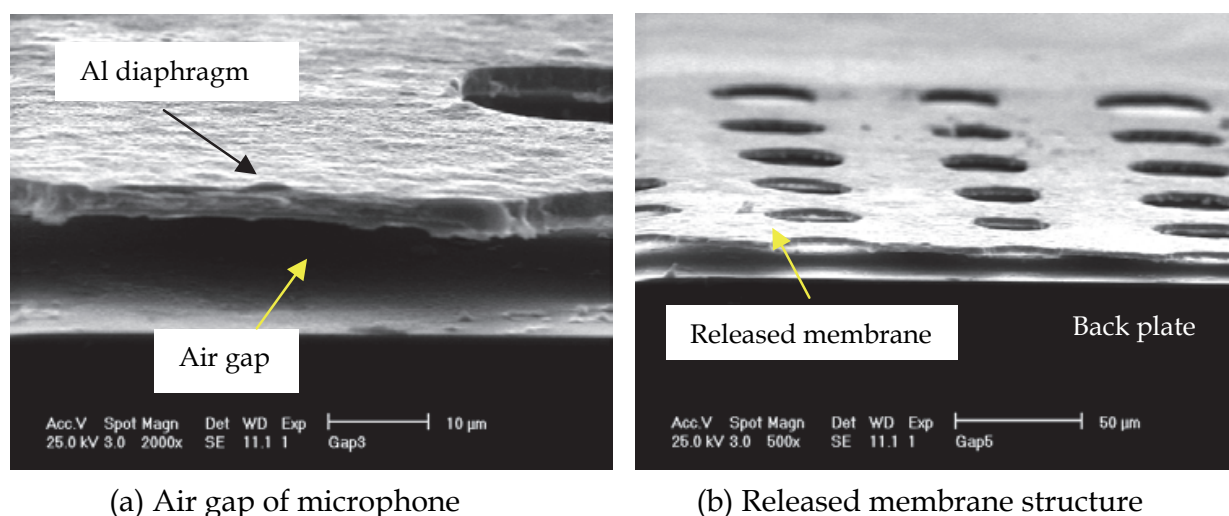 Al diaphragm
Air gap
Acc.V Spot Magn Det WD Exp 10 µm
25.0 kV 3.0 2000x SE 11.1 1 Gap3
Released membrane
Back plate
Acc.V Spot Magn Det WD Exp 50 µm
25.0 kV 3.0 500x SE 11.1 1 Gap5
(a) Air gap of microphone
(b) Released membrane structure